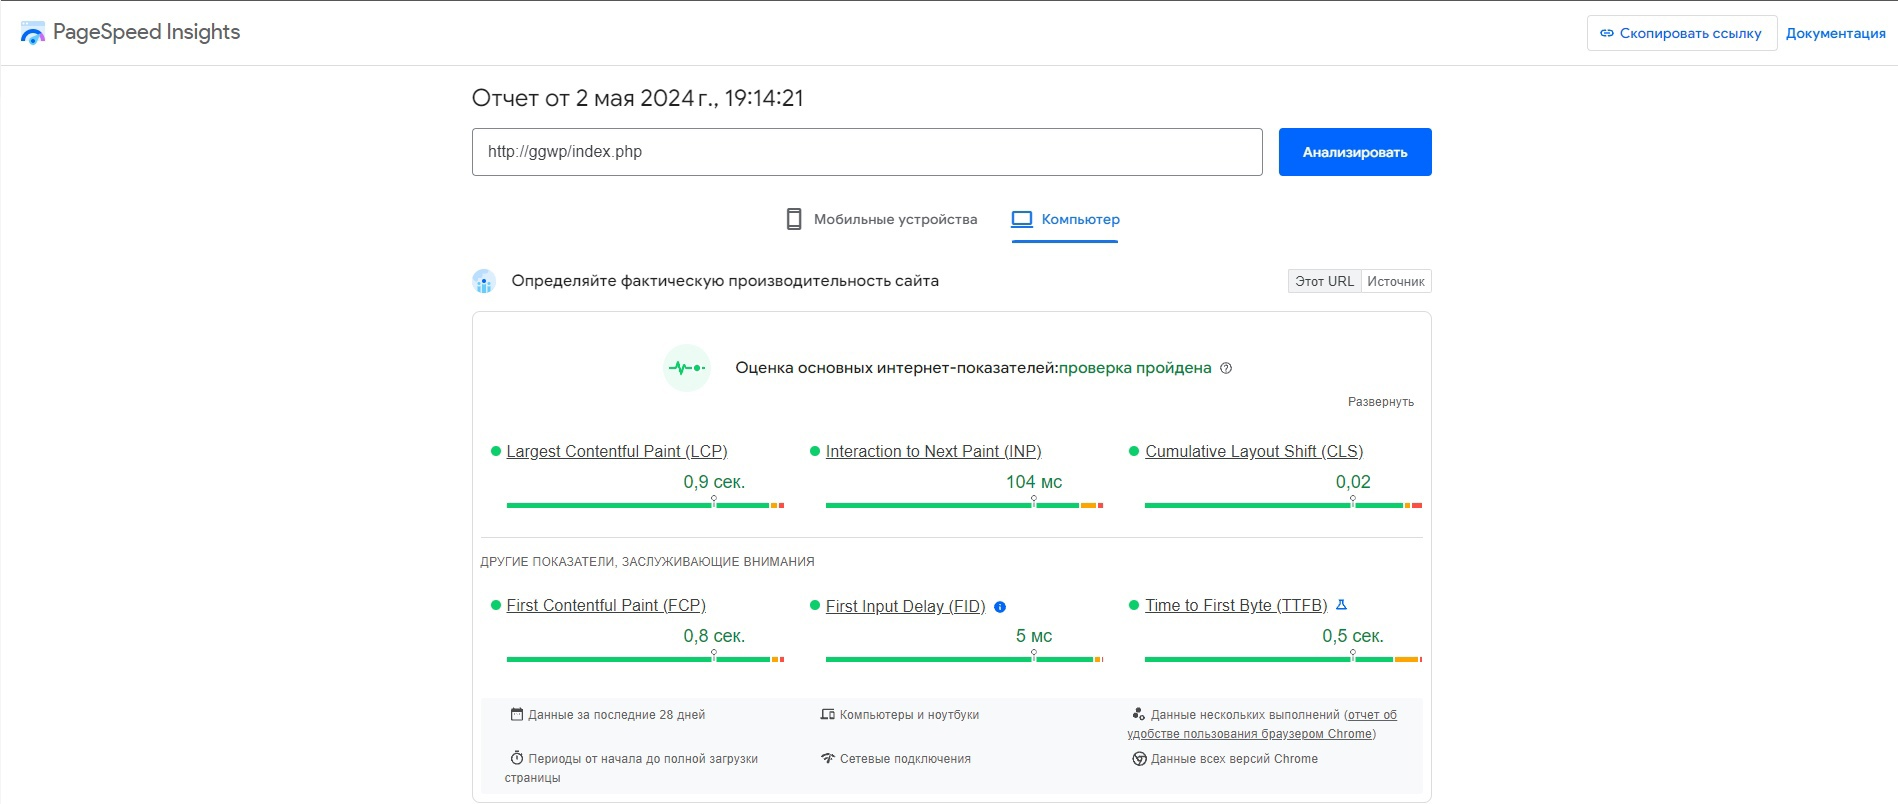 PageSpeed Insights
Скопировать ссылку
Документация
Отчет от 2 мая 2024 г., 19:14:21
http://ggwp/index.php
Анализировать
Мобильные устройства
Компьютер
Определяйте фактическую производительность сайта
Этот URL
Источник
Оценка основных интернет-показателей:проверка пройдена
Развернуть
Largest Contentful Paint (LCP)
0,9 сек.
Interaction to Next Paint (INP)
104 мс
Cumulative Layout Shift (CLS)
0,02
ДРУГИЕ ПОКАЗАТЕЛИ, ЗАСЛУЖИВАЮЩИЕ ВНИМАНИЯ
First Contentful Paint (FCP)
0,8 сек.
First Input Delay (FID)
5 мс
Time to First Byte (TTFB)
0,5 сек.
Данные за последние 28 дней
Компьютеры и ноутбуки
Данные нескольких выполнений (отчет об
удобстве пользования браузером Chrome)
Периоды от начала до полной загрузки
страницы
Сетевые подключения
Данные всех версий Chrome